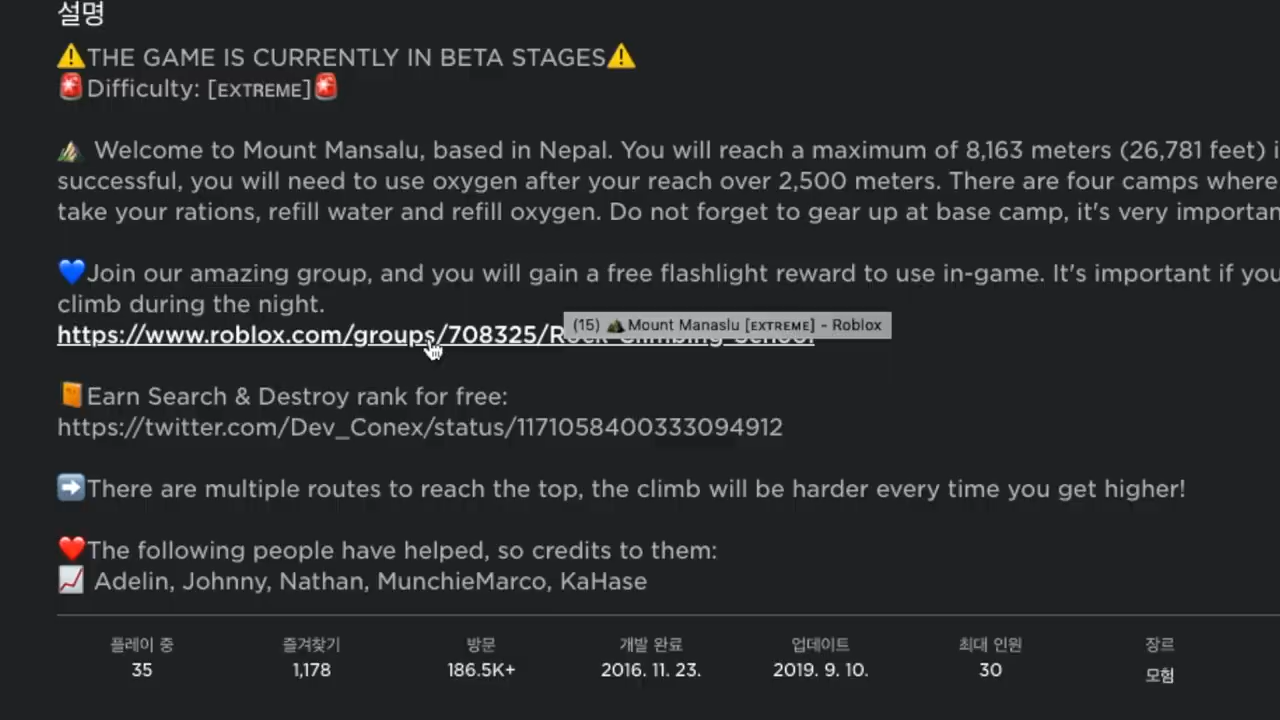 설명
⚠️THE GAME IS CURRENTLY IN BETA STAGES⚠️
🚨Difficulty: [ᴇxᴛʀᴇᴍᴇ]🚨
⛰️ Welcome to Mount Mansalu, based in Nepal. You will reach a maximum of 8,163 meters (26,781 feet) i
successful, you will need to use oxygen after your reach over 2,500 meters. There are four camps where
take your rations, refill water and refill oxygen. Do not forget to gear up at base camp, it's very importan
💙Join our amazing group, and you will gain a free flashlight reward to use in-game. It's important if you
climb during the night.
https://www.roblox.com/groups/708325/Rock-Climbing-School
(15) ⛰️Mount Manaslu [ᴇxᴛʀᴇᴍᴇ] - Roblox
📙Earn Search & Destroy rank for free:
https://twitter.com/Dev_Conex/status/1171058400333094912
➡️There are multiple routes to reach the top, the climb will be harder every time you get higher!
❤️The following people have helped, so credits to them:
📈 Adelin, Johnny, Nathan, MunchieMarco, KaHase
플레이 중 즐겨찾기 방문 개발 완료 업데이트 최대 인원 장르
35 1,178 186.5K+ 2016. 11. 23. 2019. 9. 10. 30 모험